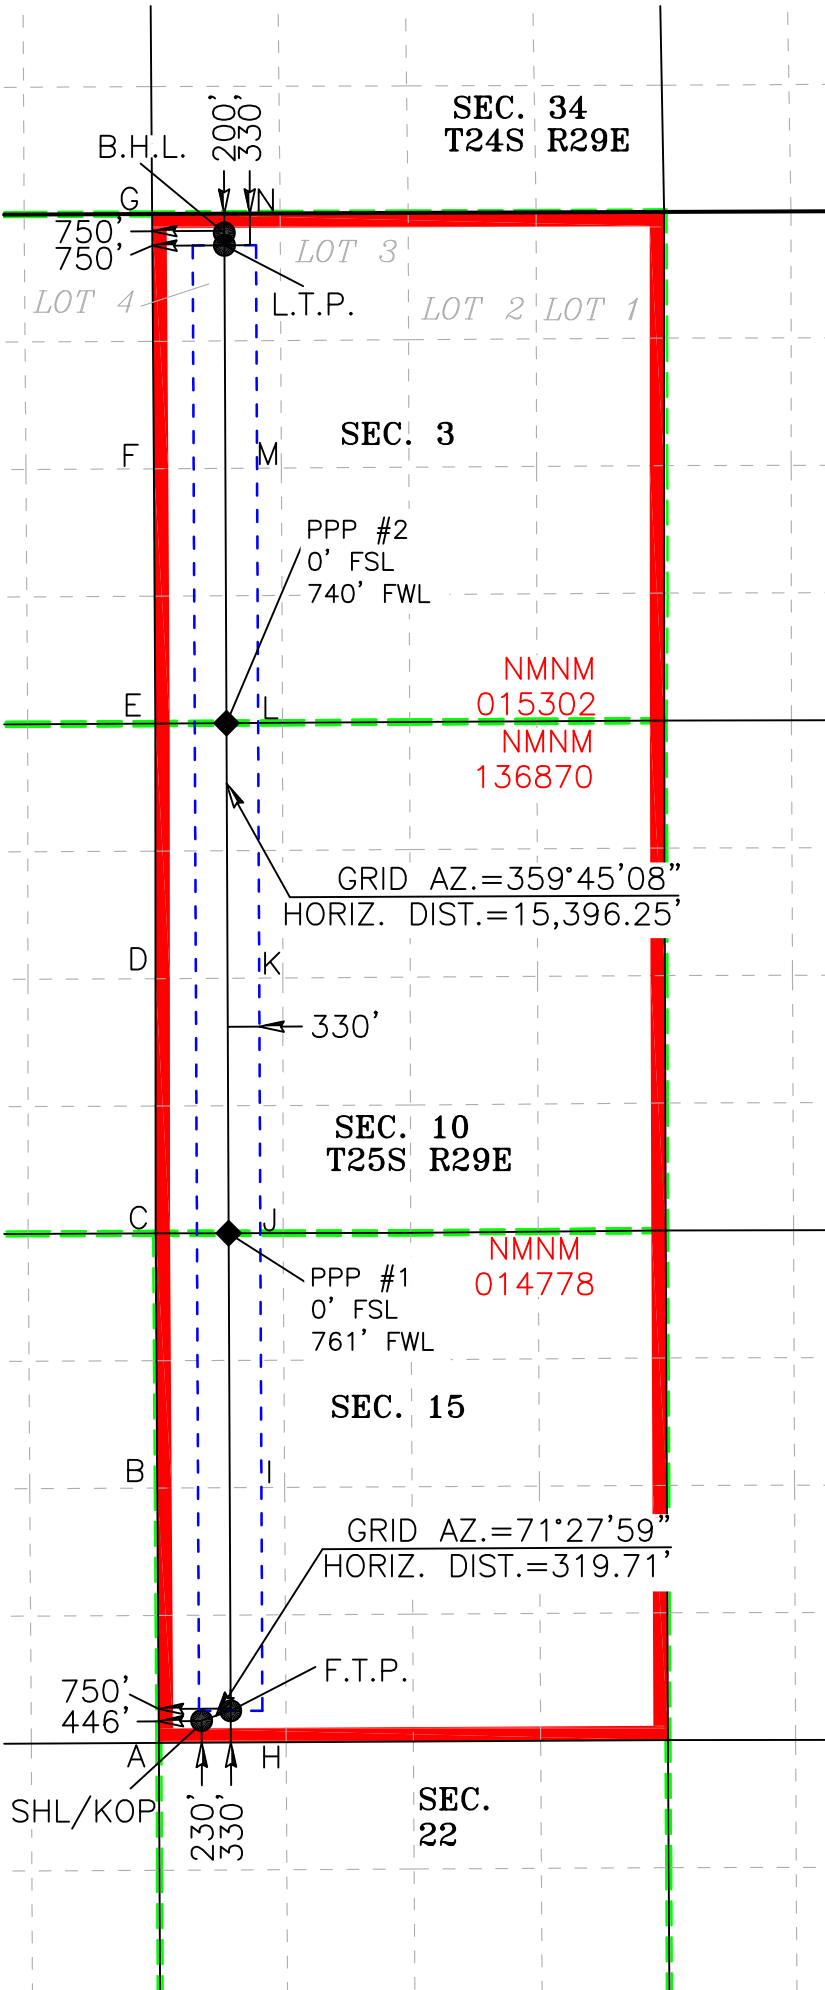 SEC. 34
T24S R29E
B.H.L.
200'
330'
G
N
750'
750'
LOT 3
LOT 4
L.T.P.
LOT 2
LOT 1
SEC. 3
F
M
PPP #2
0' FSL
740' FWL
NMNM
015302
E
L
NMNM
136870
GRID AZ.=359°45'08"
HORIZ. DIST.=15,396.25'
D
K
330'
SEC. 10
T25S R29E
C
J
NMNM
014778
PPP #1
0' FSL
761' FWL
SEC. 15
B
I
GRID AZ.=71°27'59"
HORIZ. DIST.=319.71'
F.T.P.
750'
446'
A
H
SHL/KOP
230'
330'
SEC.
22